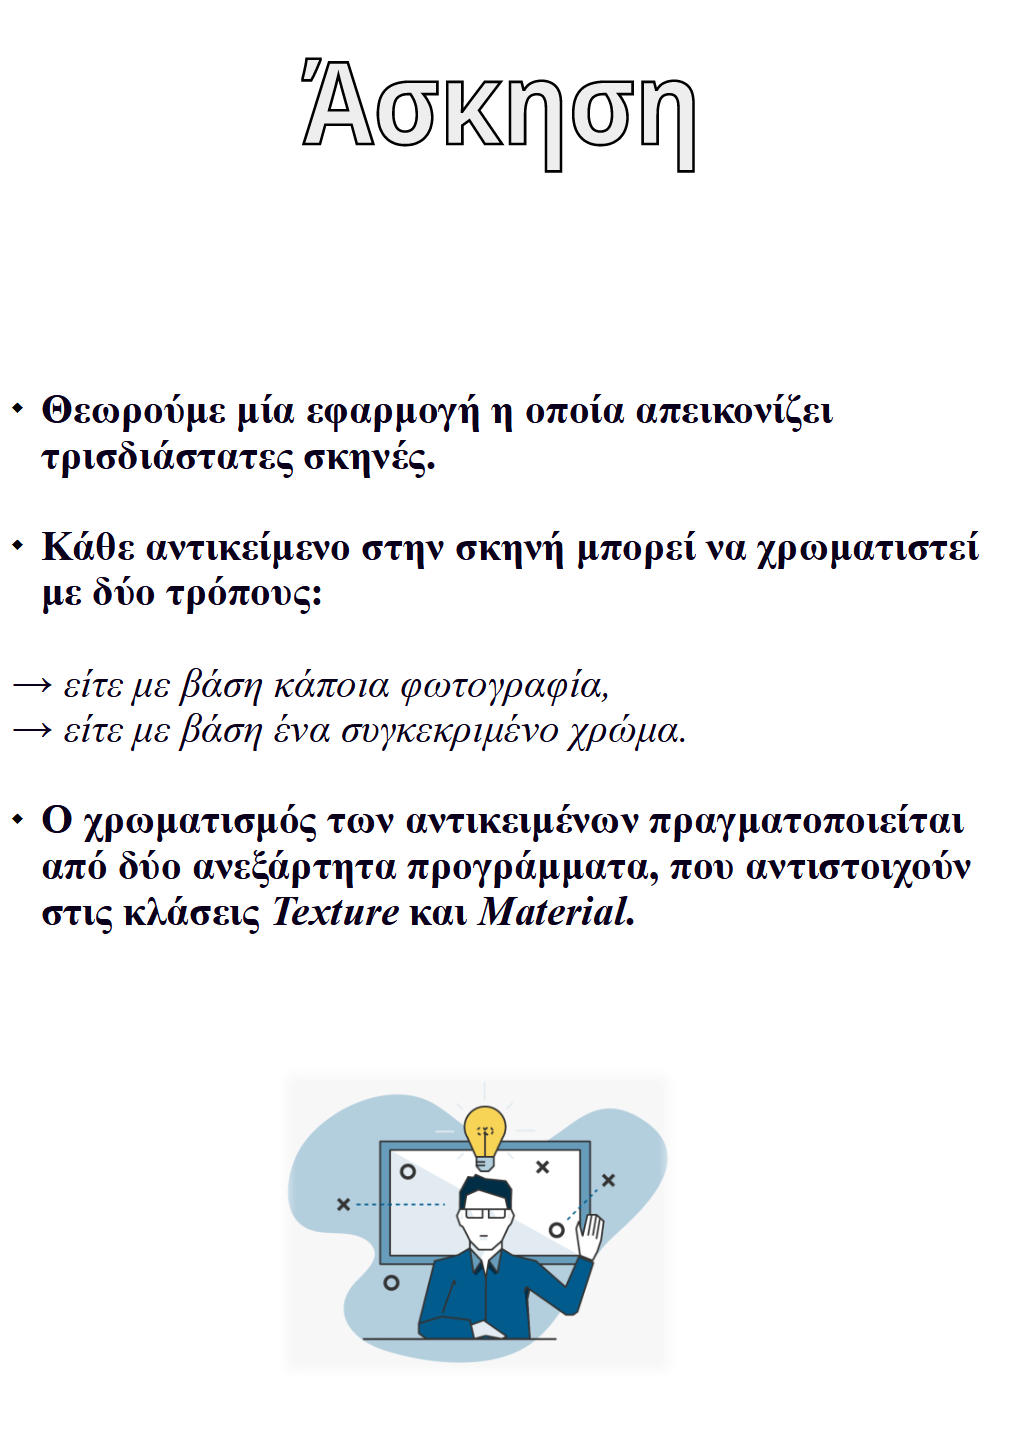 Άσκηση
Θεωρούμε μία εφαρμογή η οποία απεικονίζει
τρισδιάστατες σκηνές.
Κάθε αντικείμενο στην σκηνή μπορεί να χρωματιστεί
με δύο τρόπους:
→ είτε με βάση κάποια φωτογραφία,
→ είτε με βάση ένα συγκεκριμένο χρώμα.
Ο χρωματισμός των αντικειμένων πραγματοποιείται
από δύο ανεξάρτητα προγράμματα, που αντιστοιχούν
στις κλάσεις Texture και Material.